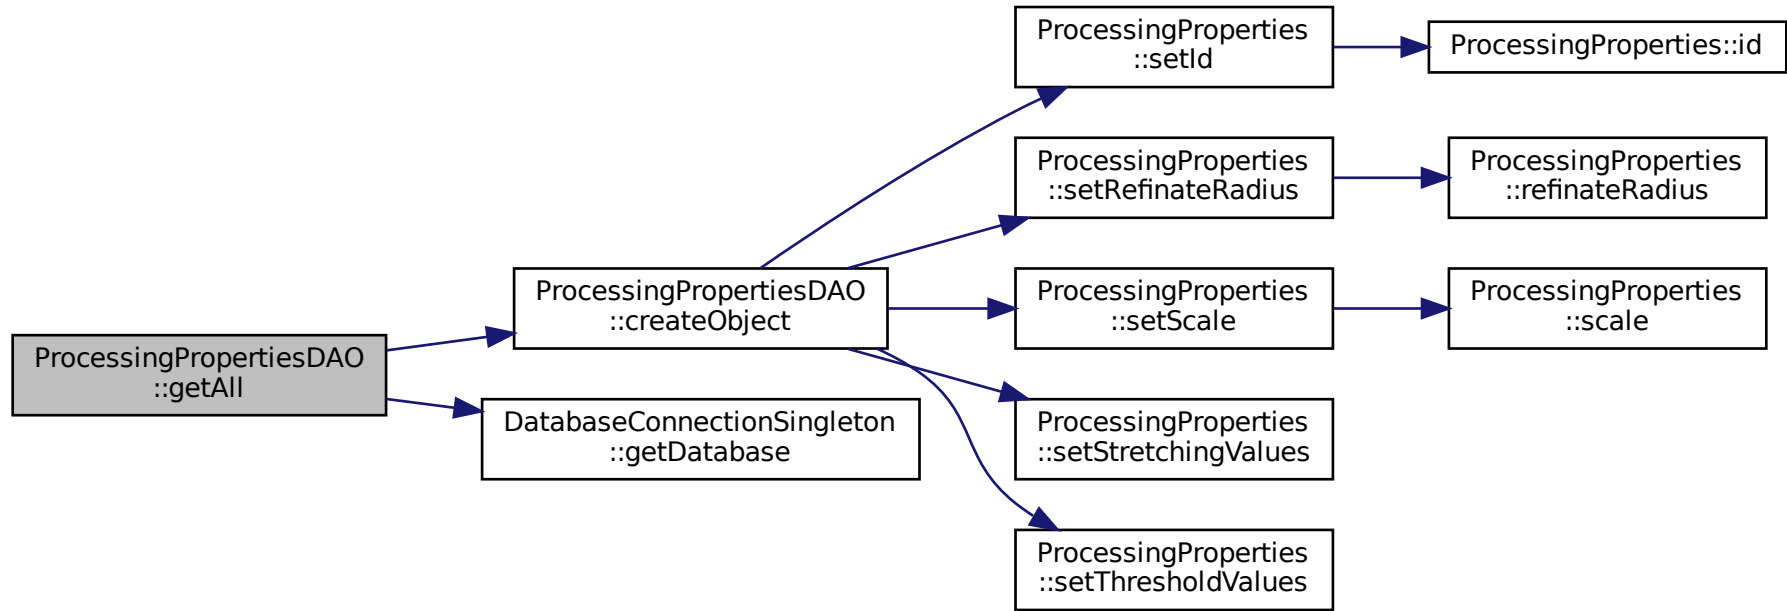 ProcessingPropertiesDAO
::getAll
ProcessingPropertiesDAO
::createObject
DatabaseConnectionSingleton
::getDatabase
ProcessingProperties
::setId
ProcessingProperties::id
ProcessingProperties
::setRefinateRadius
ProcessingProperties
::refinateRadius
ProcessingProperties
::setScale
ProcessingProperties
::scale
ProcessingProperties
::setStretchingValues
ProcessingProperties
::setThresholdValues